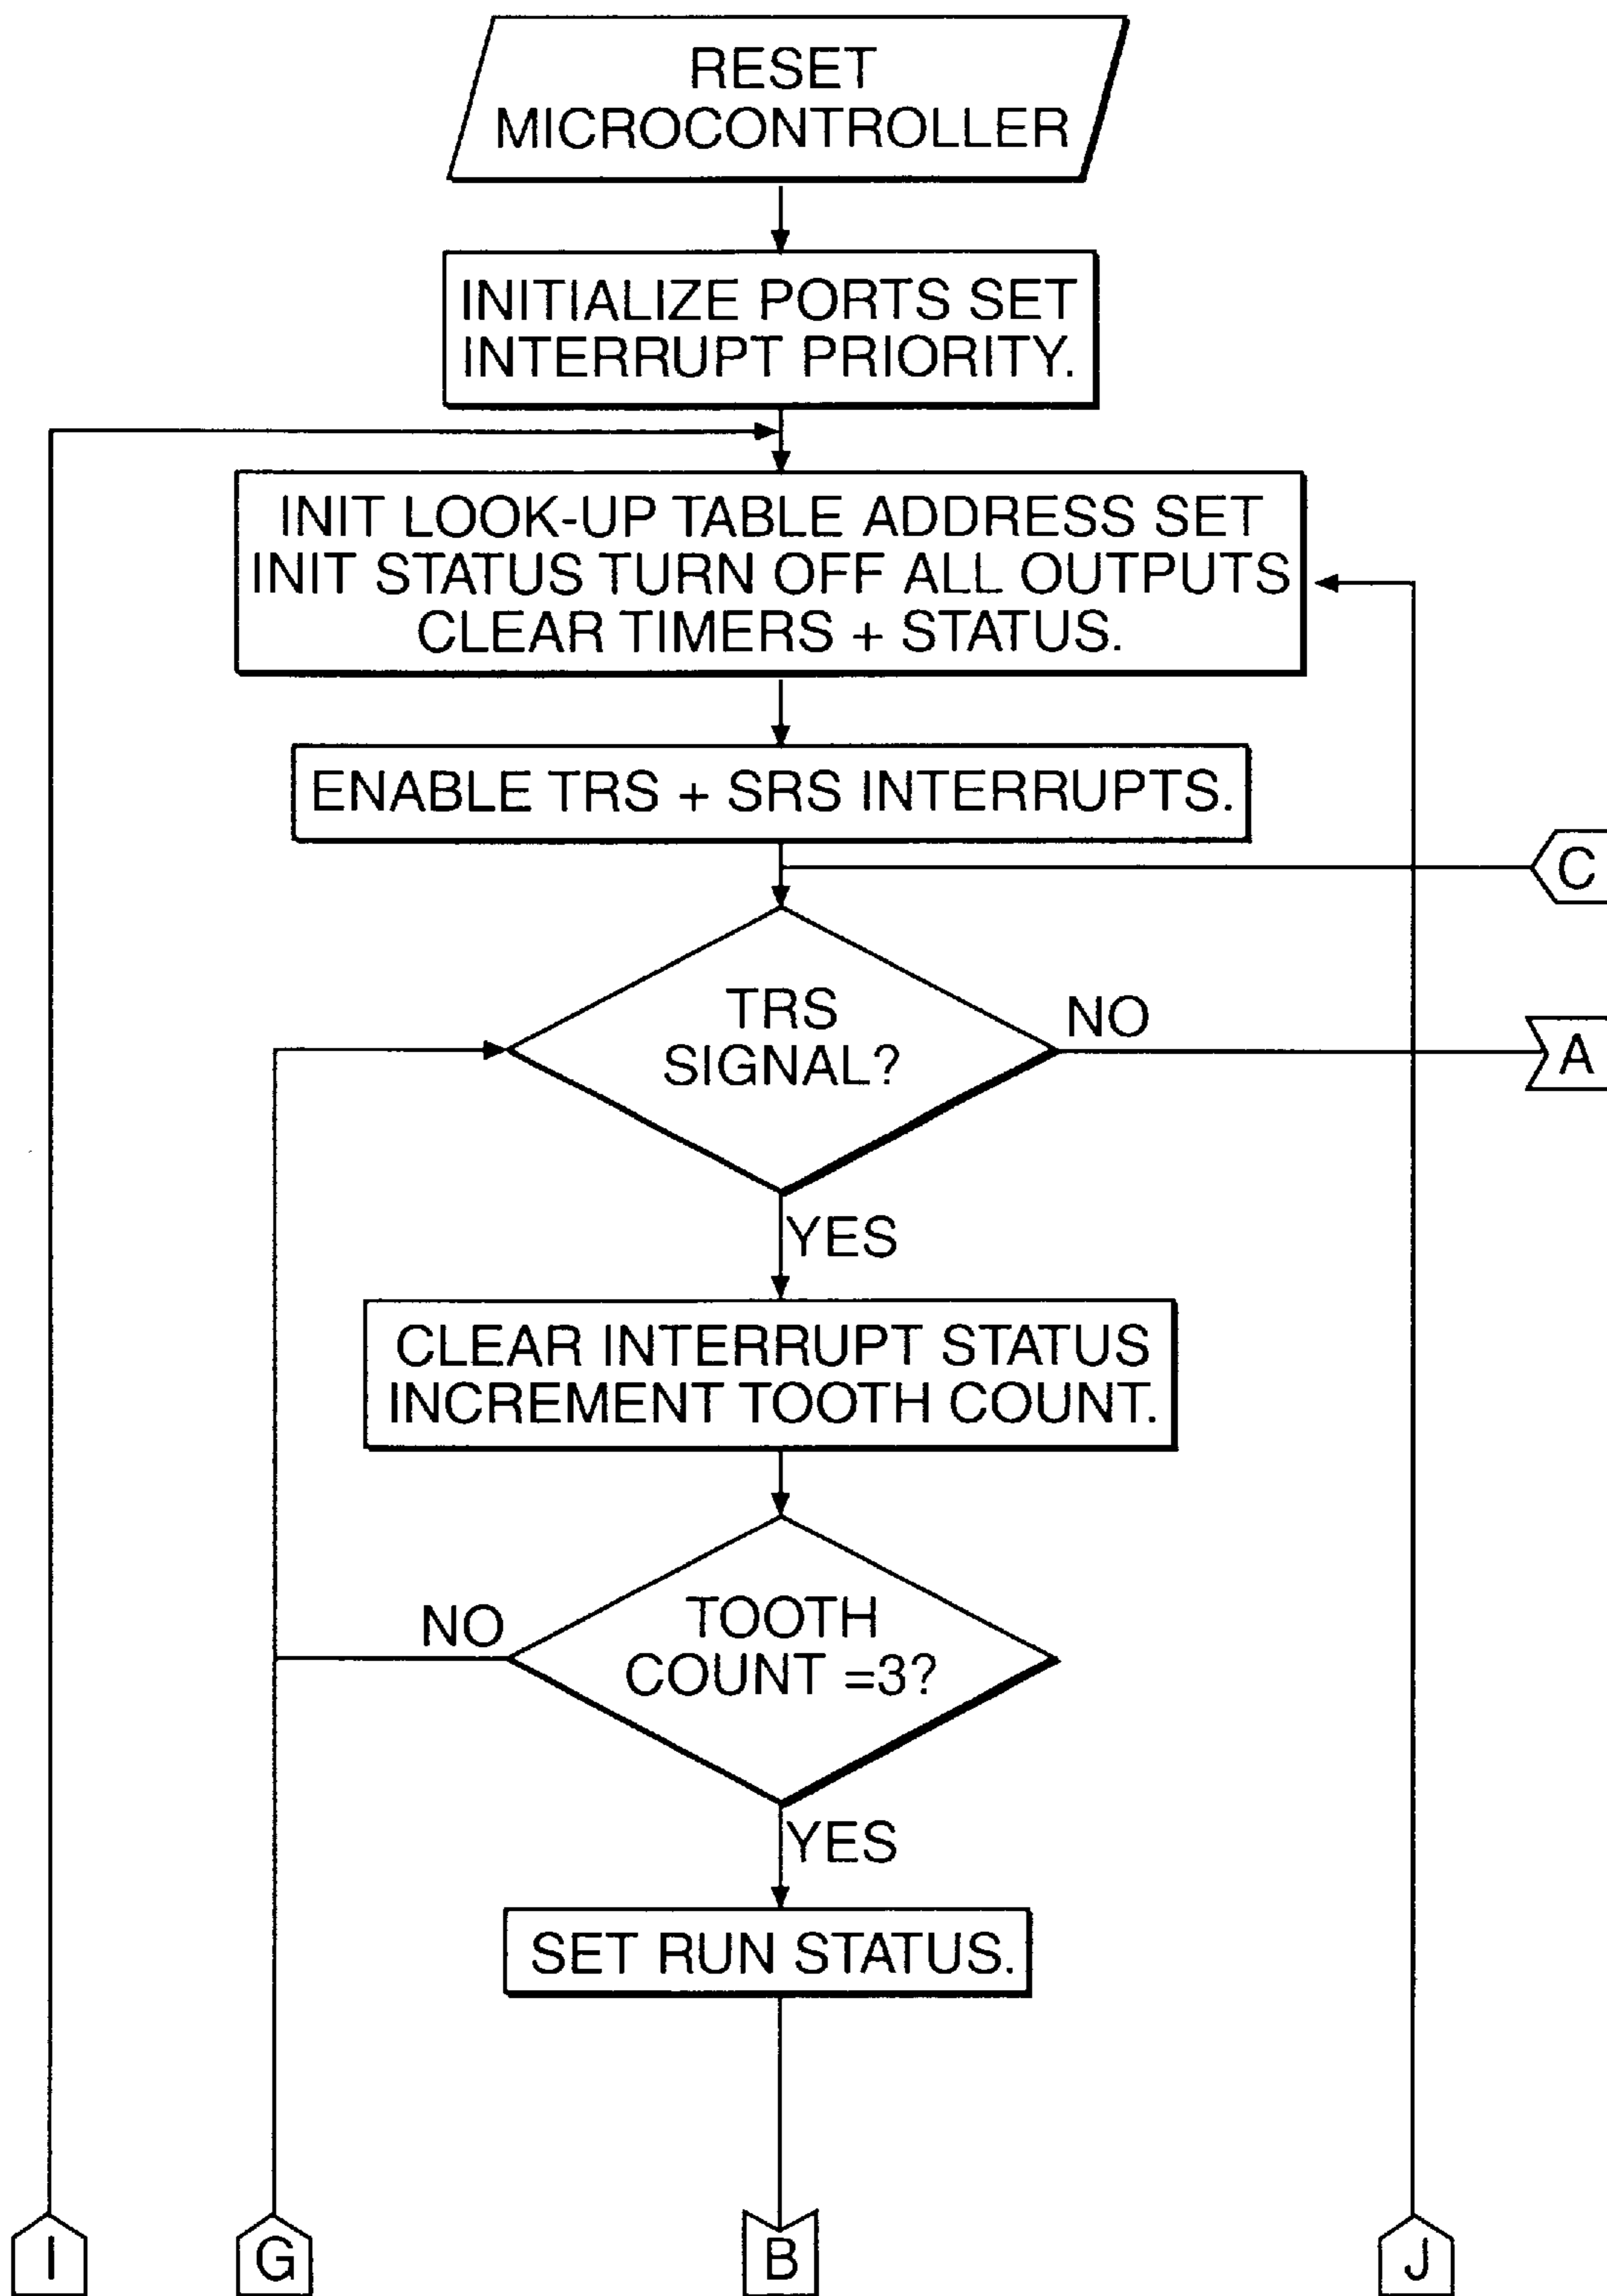 RESET
MICROCONTROLLER
INITIALIZE PORTS SET
INTERRUPT PRIORITY.
INIT LOOK-UP TABLE ADDRESS SET
INIT STATUS TURN OFF ALL OUTPUTS
CLEAR TIMERS + STATUS.
ENABLE TRS + SRS INTERRUPTS.
C
TRS
SIGNAL?
NO
A
YES
CLEAR INTERRUPT STATUS
INCREMENT TOOTH COUNT.
TOOTH
COUNT =3?
NO
YES
SET RUN STATUS.
I
G
B
J